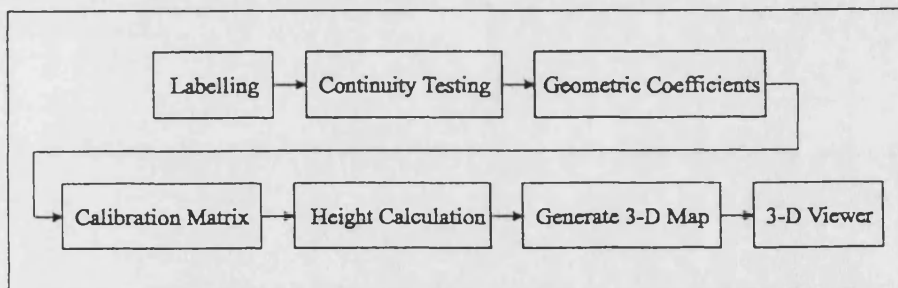 Labelling
Continuity Testing
Geometric Coefficients
Calibration Matrix
Height Calculation
Generate 3-D Map
3-D Viewer